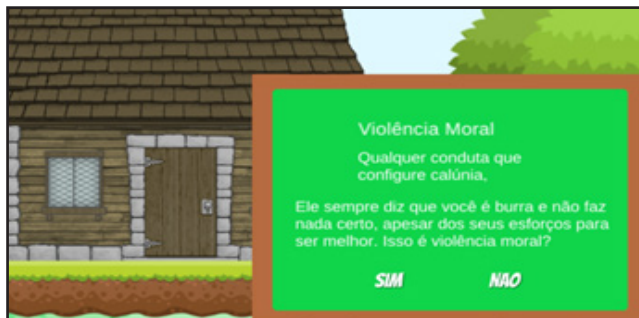 Violência Moral
Qualquer conduta que
configure calúnia,
Ele sempre diz que você é burra e não faz
nada certo, apesar dos seus esforços para
ser melhor. Isso é violência moral?
SIM NAO